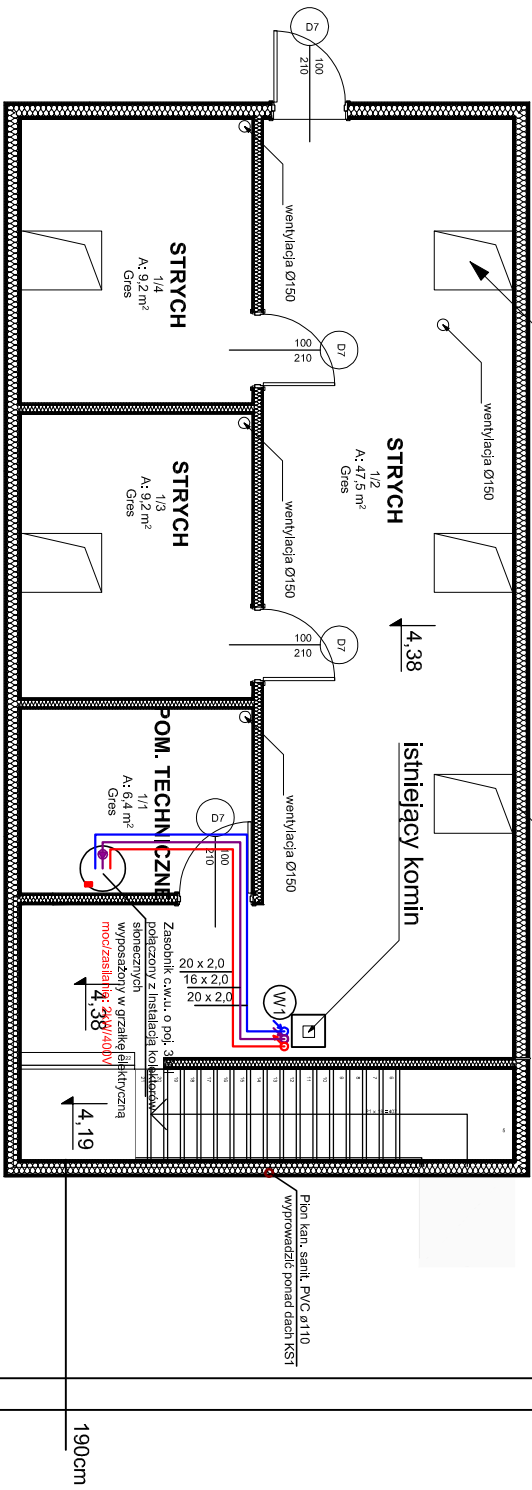 D7
100
210
wentylacja Ø150
wentylacja Ø150
STRYCH
1/4
A: 9,2 m²
Gres
D7
100
210
STRYCH
1/2
A: 47,5 m²
Gres
wentylacja Ø150
STRYCH
1/3
A: 9,2 m²
Gres
D7
100
210
4,38
istniejący komin
wentylacja Ø150
POM. TECHNICZNE
1/1
A: 6,4 m²
Gres
D7
100
210
Zasobnik c.w.u. o poj.
połączony z instalacją kolektorów
słonecznych
wyposażony w grzałkę elektryczną
moc/zasilanie: 2kW/400V
20 x 2,0
16 x 2,0
20 x 2,0
W1
4,38
4,19
Pion kan. sanit. PVC ø110
wyprowadzić ponad dach KS1
190cm